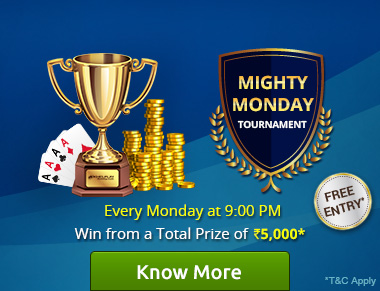 MIGHTY
MONDAY
TOURNAMENT
Every Monday at 9:00 PM
Win from a Total Prize of ₹5,000*
FREE
ENTRY*
Know More
*T&C Apply